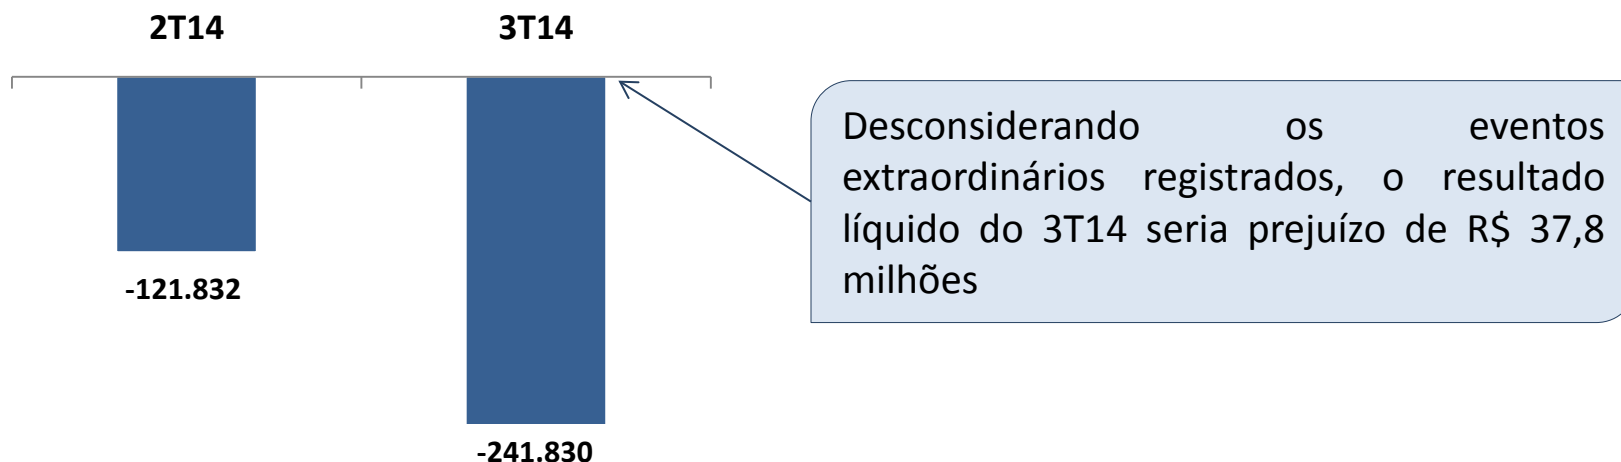 2T14
3T14
-121.832
-241.830
Desconsiderando os eventos
extraordinários registrados, o resultado
líquido do 3T14 seria prejuízo de R$ 37,8
milhões